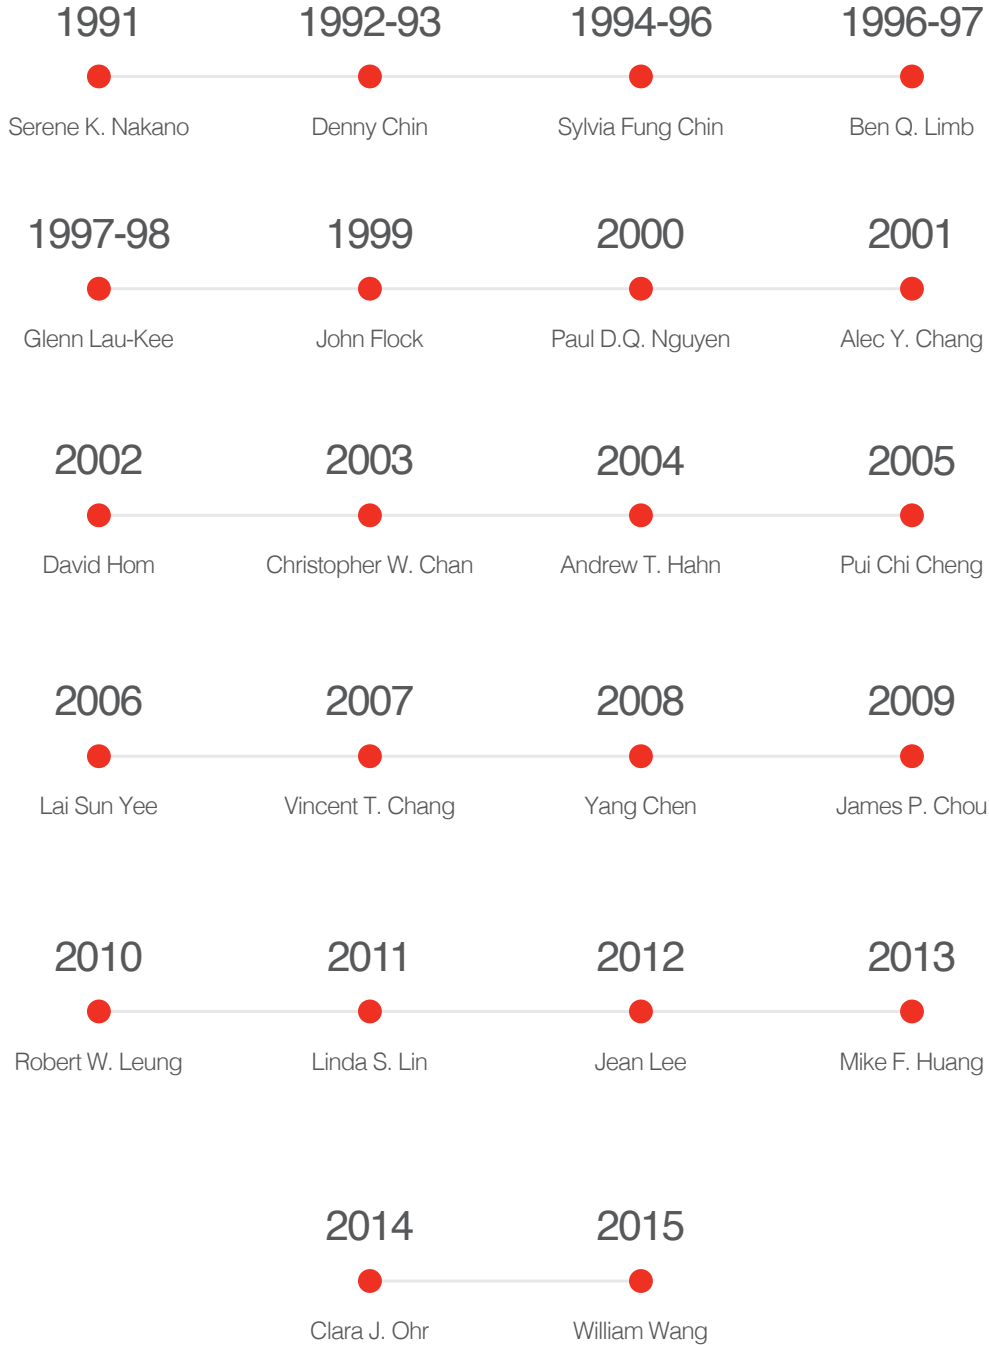 1991 1992-93 1994-96 1996-97
Serene K. Nakano Denny Chin Sylvia Fung Chin Ben Q. Limb
1997-98 1999 2000 2001
Glenn Lau-Kee John Flock Paul D.Q. Nguyen Alec Y. Chang
2002 2003 2004 2005
David Hom Christopher W. Chan Andrew T. Hahn Pui Chi Cheng
2006 2007 2008 2009
Lai Sun Yee Vincent T. Chang Yang Chen James P. Chou
2010 2011 2012 2013
Robert W. Leung Linda S. Lin Jean Lee Mike F. Huang
2014 2015
Clara J. Ohr William Wang